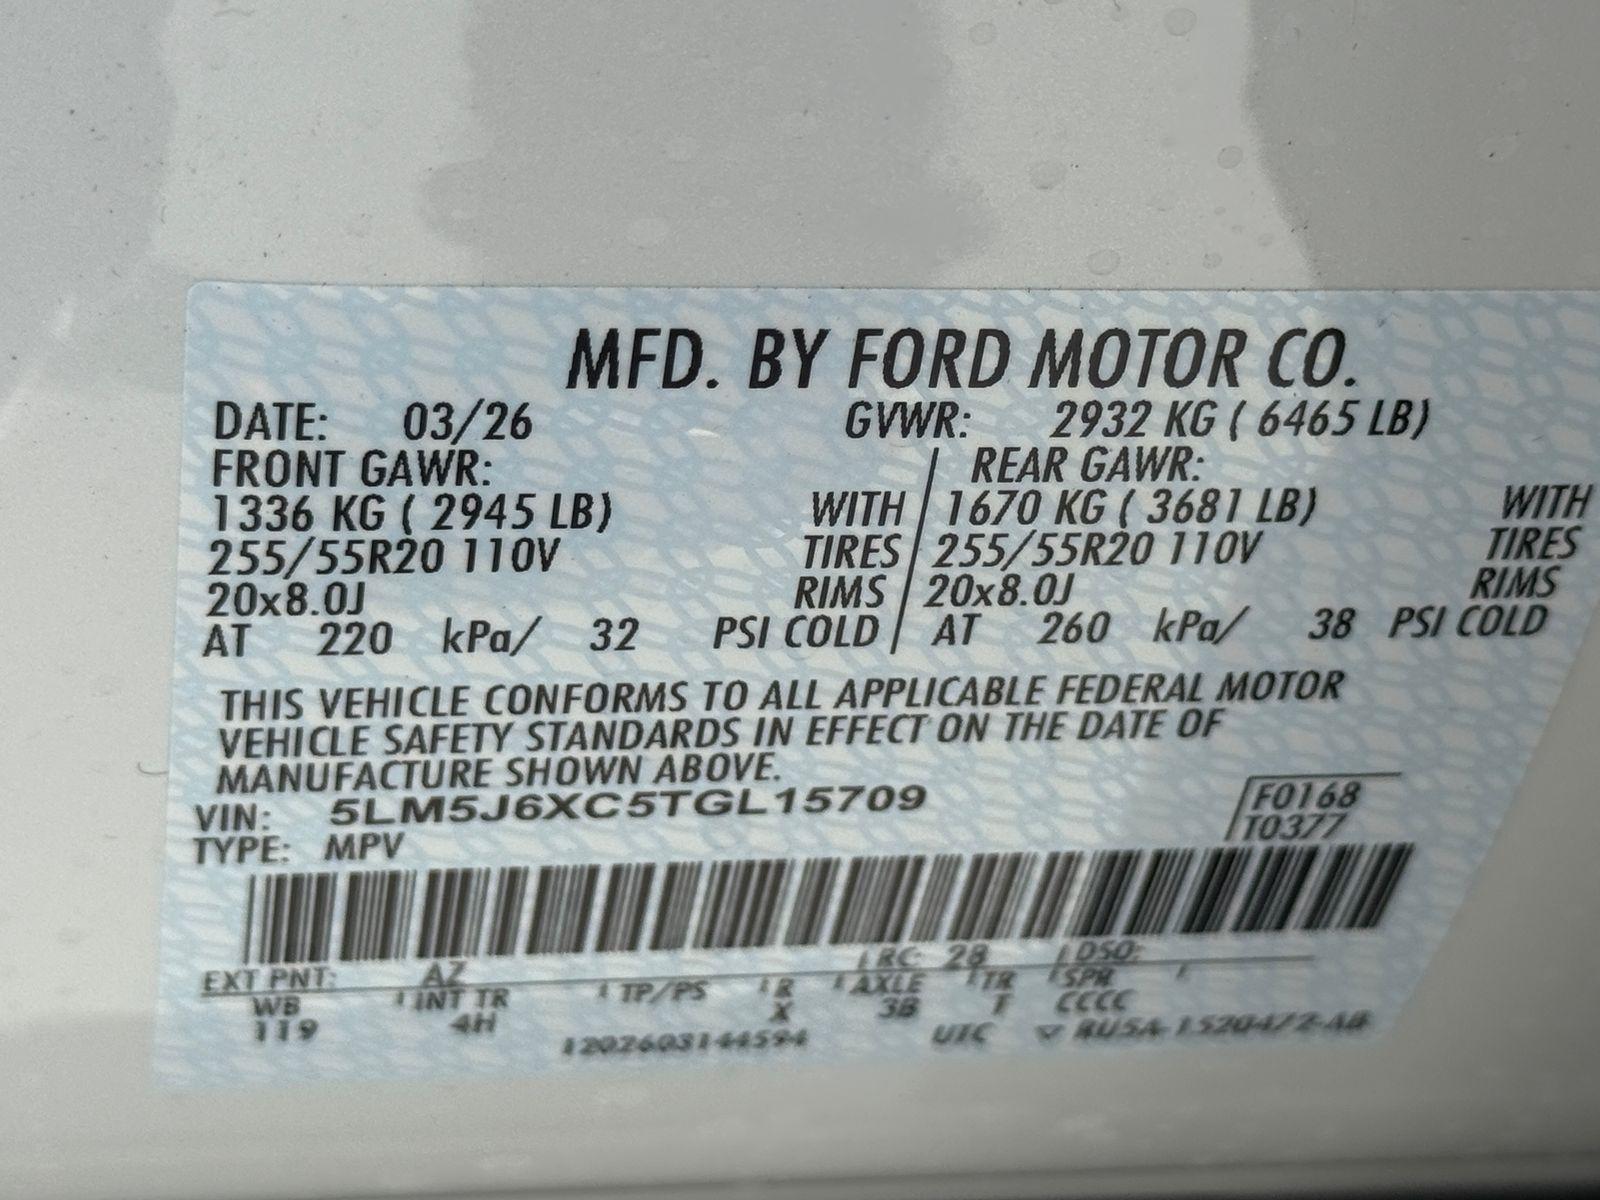 MFD. BY FORD MOTOR CO.
DATE: 03/26 GVWR: 2932 KG ( 6465 LB)
FRONT GAWR: REAR GAWR:
1336 KG ( 2945 LB) WITH 1670 KG ( 3681 LB) WITH
255/55R20 110V TIRES 255/55R20 110V TIRES
20x8.0J RIMS 20x8.0J RIMS
AT 220 kPa/ 32 PSI COLD AT 260 kPa/ 38 PSI COLD
THIS VEHICLE CONFORMS TO ALL APPLICABLE FEDERAL MOTOR
VEHICLE SAFETY STANDARDS IN EFFECT ON THE DATE OF
MANUFACTURE SHOWN ABOVE.
VIN: 5LM5J6XC5TGL15709
F0168
TYPE: MPV
T0377
EXT PNT: AZ RC: 28 DSO:
WB INT TR TP/PS R AXLE TR SPR
119 4H X 3B T CCCC
1202603144594 UTC